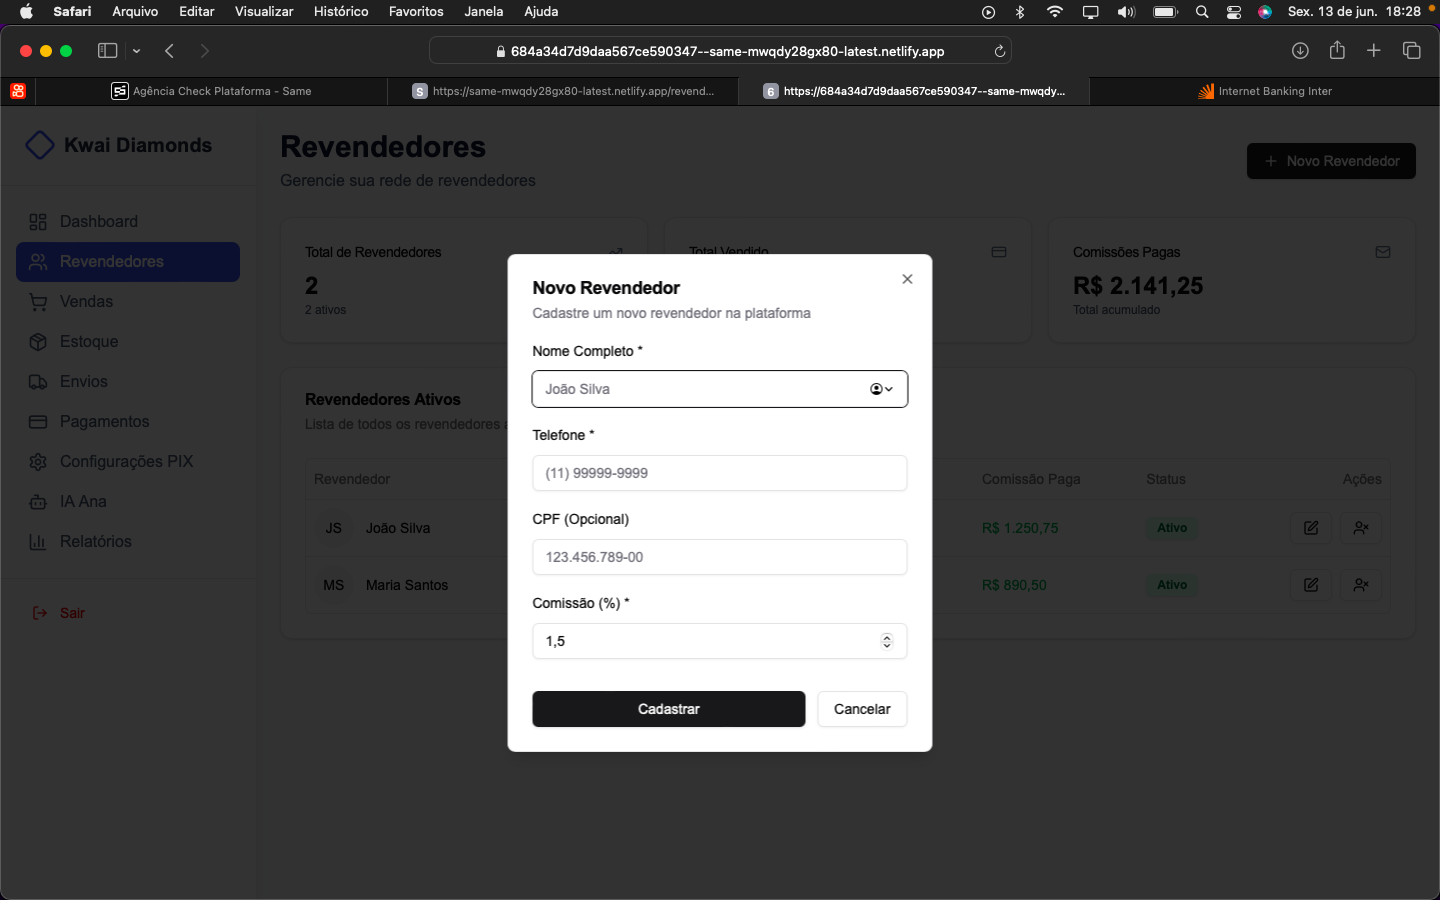 Safari Arquivo Editar Visualizar Histórico Favoritos Janela Ajuda Sex. 13 de jun. 18:28
684a34d7d9daa567ce590347--same-mwqdy28gx80-latest.netlify.app
Agência Check Plataforma - Same
S https://same-mwqdy28gx80-latest.netlify.app/revend...
6 https://684a34d7d9daa567ce590347--same-mwqdy...
Internet Banking Inter
Kwai Diamonds
Dashboard
Revendedores
Vendas
Estoque
Envios
Pagamentos
Configurações PIX
IA Ana
Relatórios
Sair
Revendedores
Gerencie sua rede de revendedores
Novo Revendedor
Total de Revendedores
2
2 ativos
Total Vendido
Comissões Pagas
R$ 2.141,25
Total acumulado
Revendedores Ativos
Lista de todos os revendedores
Revendedor Comissão Paga Status Ações
JS João Silva R$ 1.250,75 Ativo
MS Maria Santos R$ 890,50 Ativo
Novo Revendedor
Cadastre um novo revendedor na plataforma
Nome Completo *
João Silva
Telefone *
(11) 99999-9999
CPF (Opcional)
123.456.789-00
Comissão (%) *
1,5
Cadastrar
Cancelar